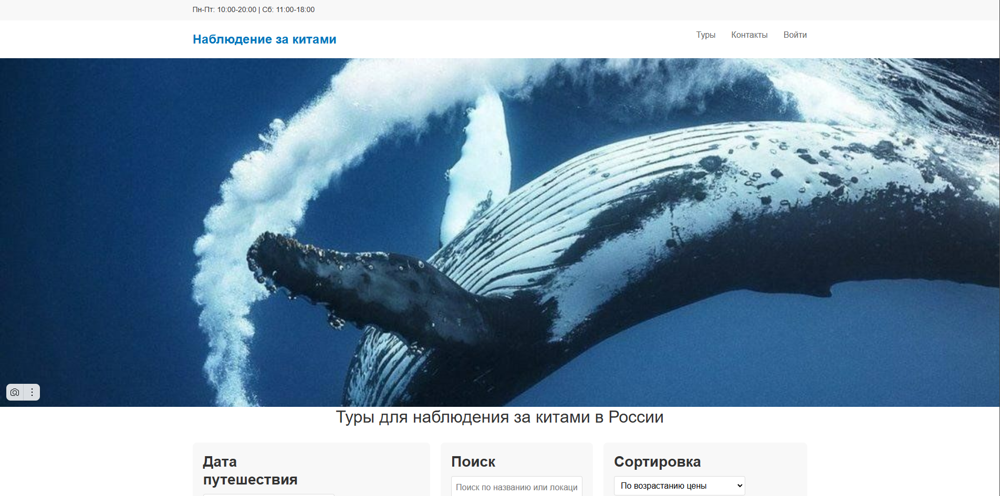 Пн-Пт: 10:00-20:00 | Сб: 11:00-18:00
Наблюдение за китами
Туры
Контакты
Войти
Туры для наблюдения за китами в России
Дата
путешествия
Поиск
Поиск по названию или локаци
Сортировка
По возрастанию цены